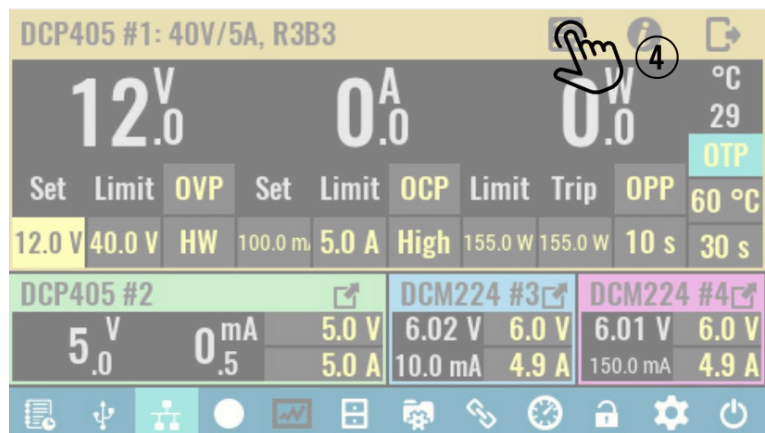 DCP405 #1: 40V/5A, R3B3
④
12.0 V 0.0 A 0.0 W °C
29
OTP
Set Limit OVP Set Limit OCP Limit Trip OPP 60 °C
12.0 V 40.0 V HW 100.0 m 5.0 A High 155.0 W 155.0 W 10 s 30 s
DCP405 #2 DCM224 #3 DCM224 #4
5.0 V 0.5 mA 5.0 V 6.02 V 6.0 V 6.01 V 6.0 V
5.0 A 10.0 mA 4.9 A 150.0 mA 4.9 A